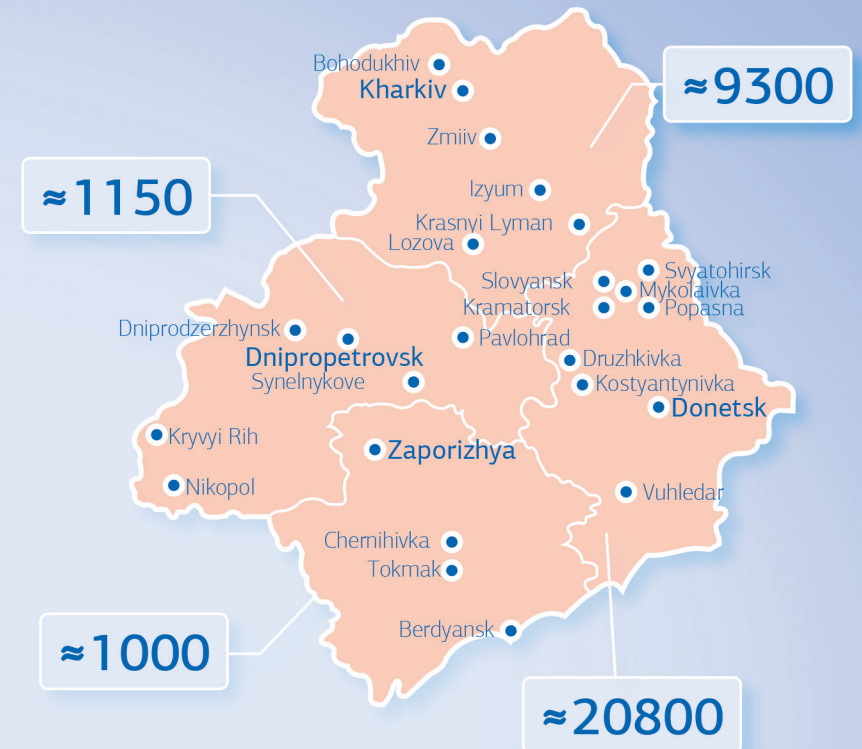 Bohodukhiv
Kharkiv
≈9300
Zmiiv
≈1150
Izyum
Krasnyi Lyman
Lozova
Svyatohirsk
Slovyansk
Mykolaivka
Kramatorsk
Popasna
Dniprodzerzhynsk
Pavlohrad
Dnipropetrovsk
Druzhkivka
Synelnykove
Kostyantynivka
Donetsk
Kryvyi Rih
Zaporizhya
Nikopol
Vuhledar
Chernihivka
Tokmak
Berdyansk
≈1000
≈20800